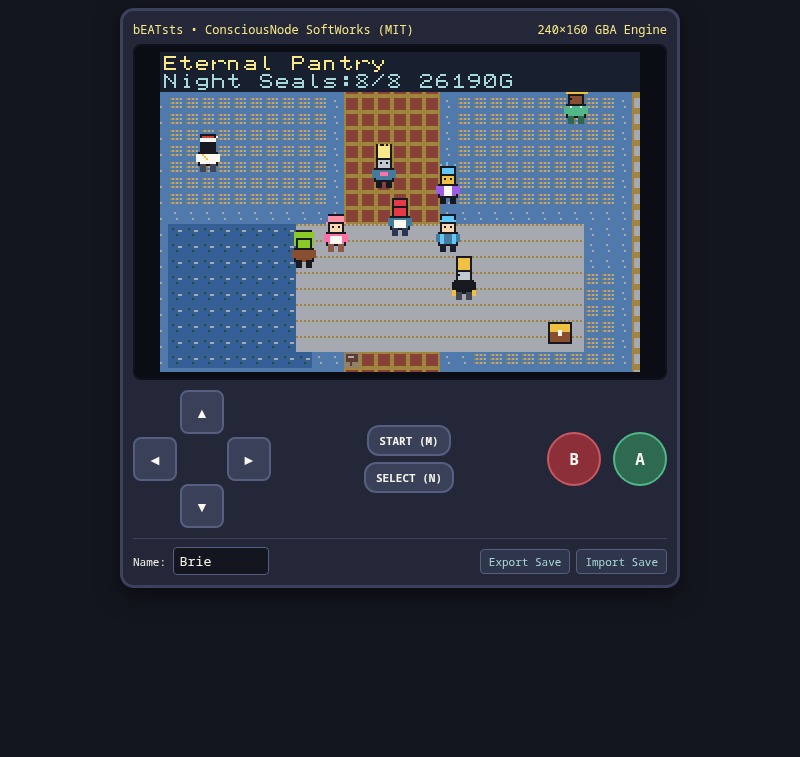 bEATsts • ConsciousNode SoftWorks (MIT)
240×160 GBA Engine
Eternal Pantry
Night Seals:8/8 26190G
▲
◄
►
▼
START (M)
SELECT (N)
B
A
Name:
Brie
Export Save
Import Save